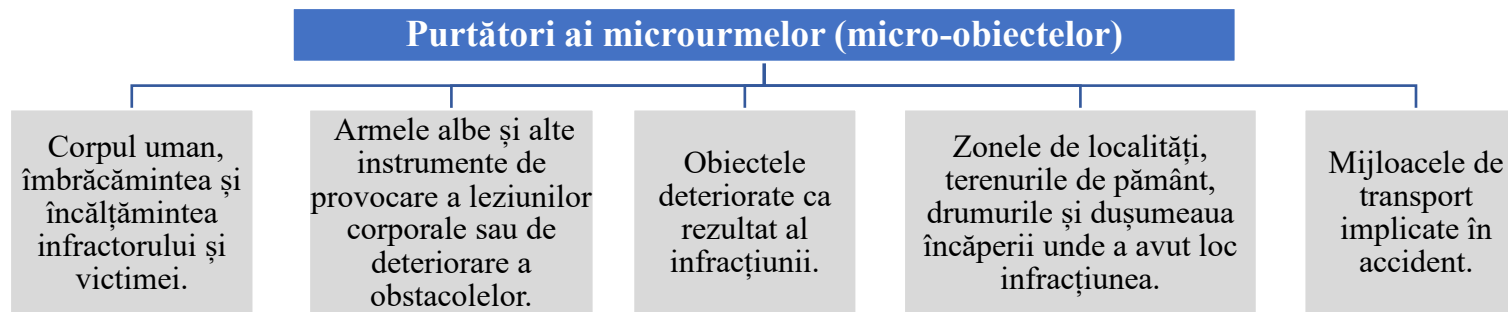 Purtători ai microurmelor (micro-obiectelor)
Corpul uman,
îmbrăcămintea și
încălțămintea
infractorului și
victimei.
Armele albe și alte
instrumente de
provocare a leziunilor
corporale sau de
deteriorare a
obstacolelor.
Obiectele
deteriorate ca
rezultat al
infracțiunii.
Zonele de localități,
terenurile de pământ,
drumurile și dușumeaua
încăperii unde a avut loc
infracțiunea.
Mijloacele de
transport
implicate în
accident.